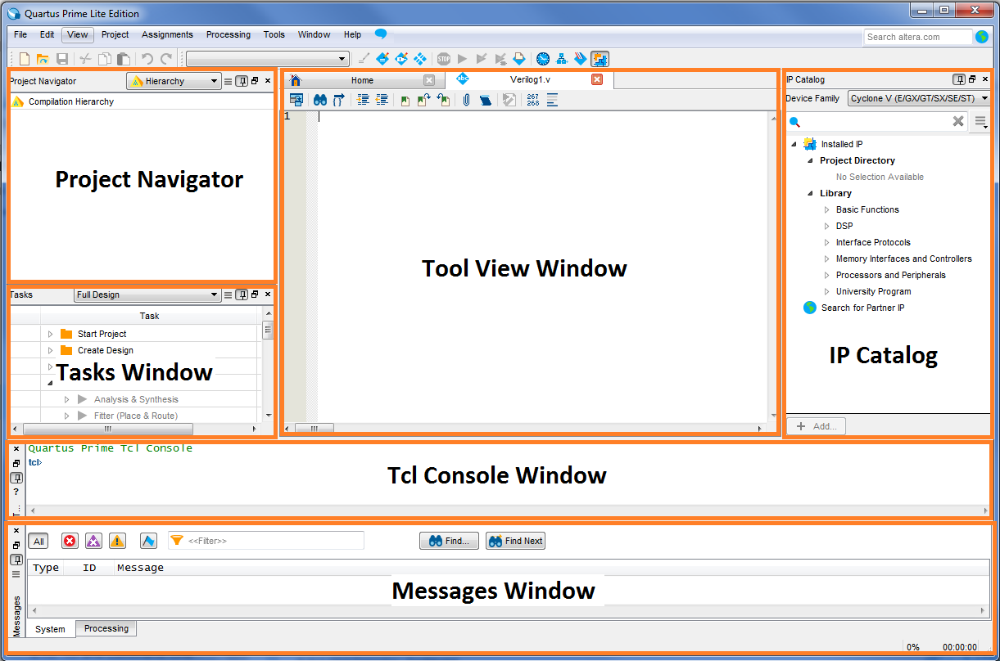 Quartus Prime Lite Edition
File Edit View Project Assignments Processing Tools Window Help
Search altera.com
STOP
Project Navigator
Hierarchy
Compilation Hierarchy
Project Navigator
Tasks
Full Design
Task
Start Project
Create Design
Tasks Window
Analysis & Synthesis
Fitter (Place & Route)
Home
abc
Verilog1.v
267
268
1
Tool View Window
IP Catalog
Device Family
Cyclone V (E/GX/GT/SX/SE/ST)
Installed IP
Project Directory
No Selection Available
Library
Basic Functions
DSP
Interface Protocols
Memory Interfaces and Controllers
Processors and Peripherals
University Program
Search for Partner IP
IP Catalog
+ Add...
Quartus Prime Tcl Console
tcl>
Tcl Console Window
?
All
<<Filter>>
Find...
Find Next
Type ID Message
Messages Window
Messages
System
Processing
0% 00:00:00